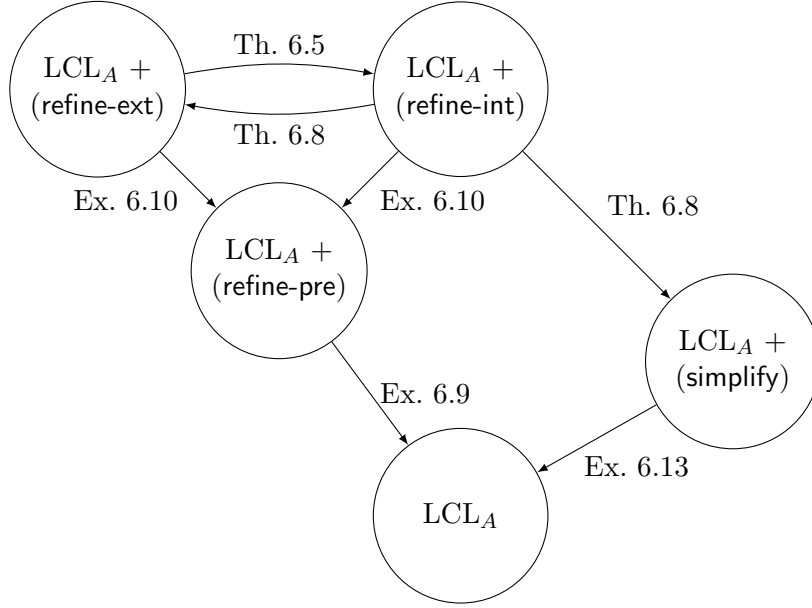 LCL_A +
(refine-ext)
Th. 6.5
LCL_A +
(refine-int)
Th. 6.8
Ex. 6.10
Ex. 6.10
Th. 6.8
LCL_A +
(refine-pre)
LCL_A +
(simplify)
Ex. 6.9
Ex. 6.13
LCL_A